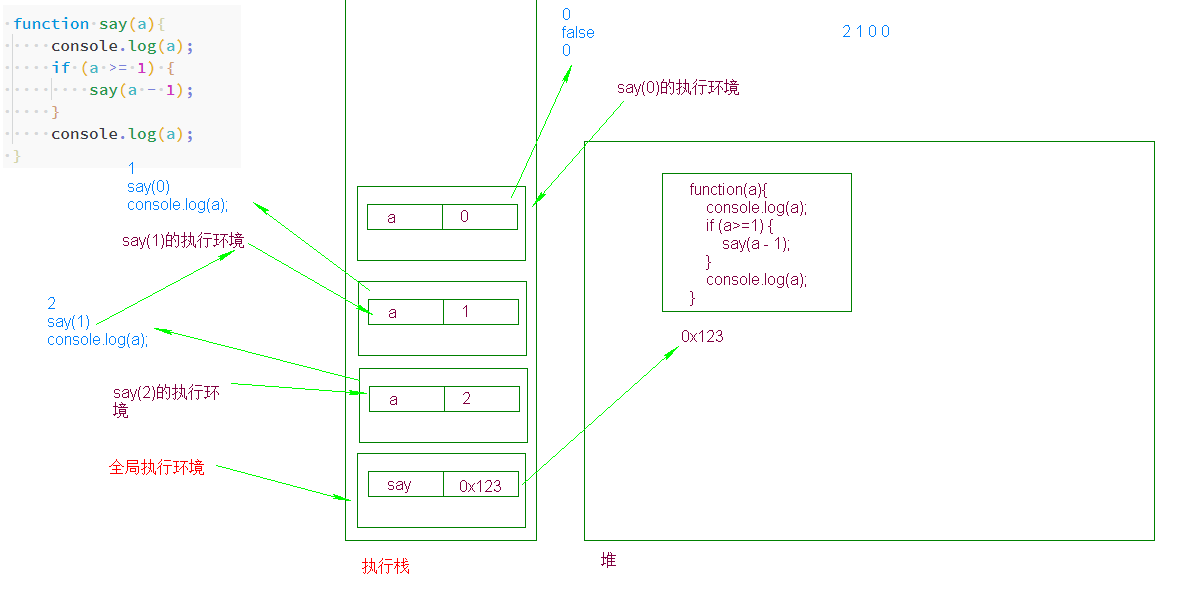 function say(a){
console.log(a);
if (a >= 1) {
say(a - 1);
}
console.log(a);
}
0
false
0
2 1 0 0
say(0)的执行环境
1
say(0)
console.log(a);
say(1)的执行环境
2
say(1)
console.log(a);
say(2)的执行环
境
全局执行环境
a 0
a 1
a 2
say 0x123
执行栈
function(a){
console.log(a);
if (a>=1) {
say(a - 1);
}
console.log(a);
}
0x123
堆